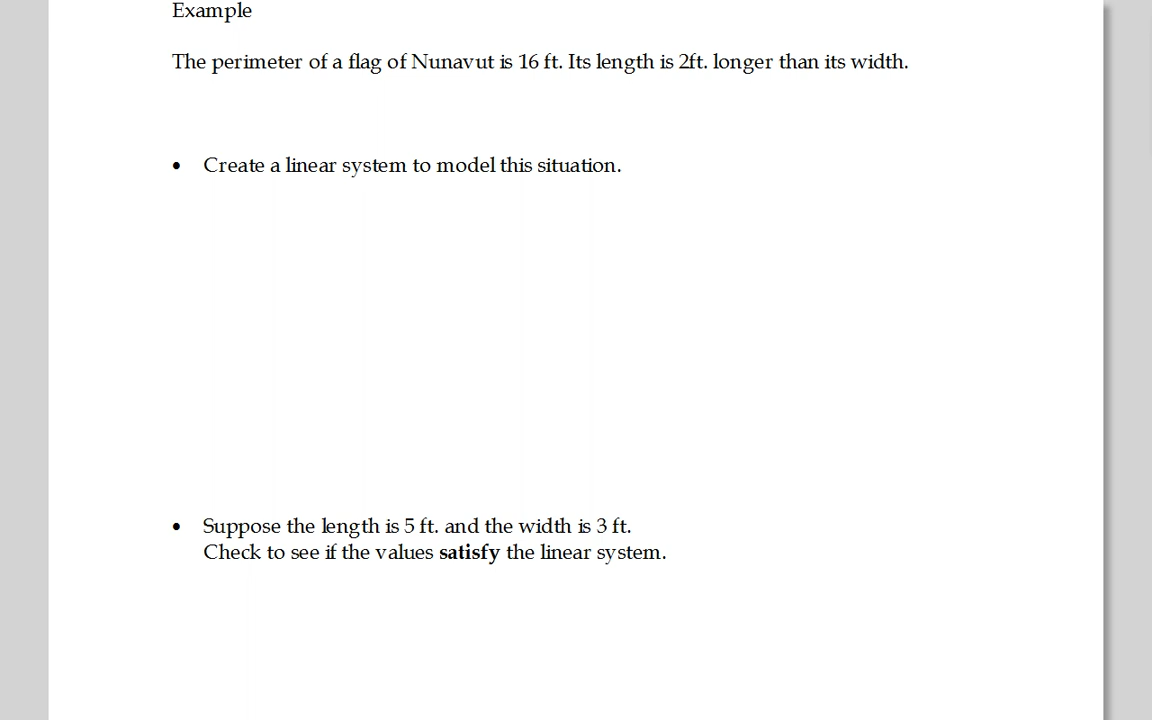 Example
The perimeter of a flag of Nunavut is 16 ft. Its length is 2ft. longer than its width.
• Create a linear system to model this situation.
• Suppose the length is 5 ft. and the width is 3 ft.
Check to see if the values satisfy the linear system.